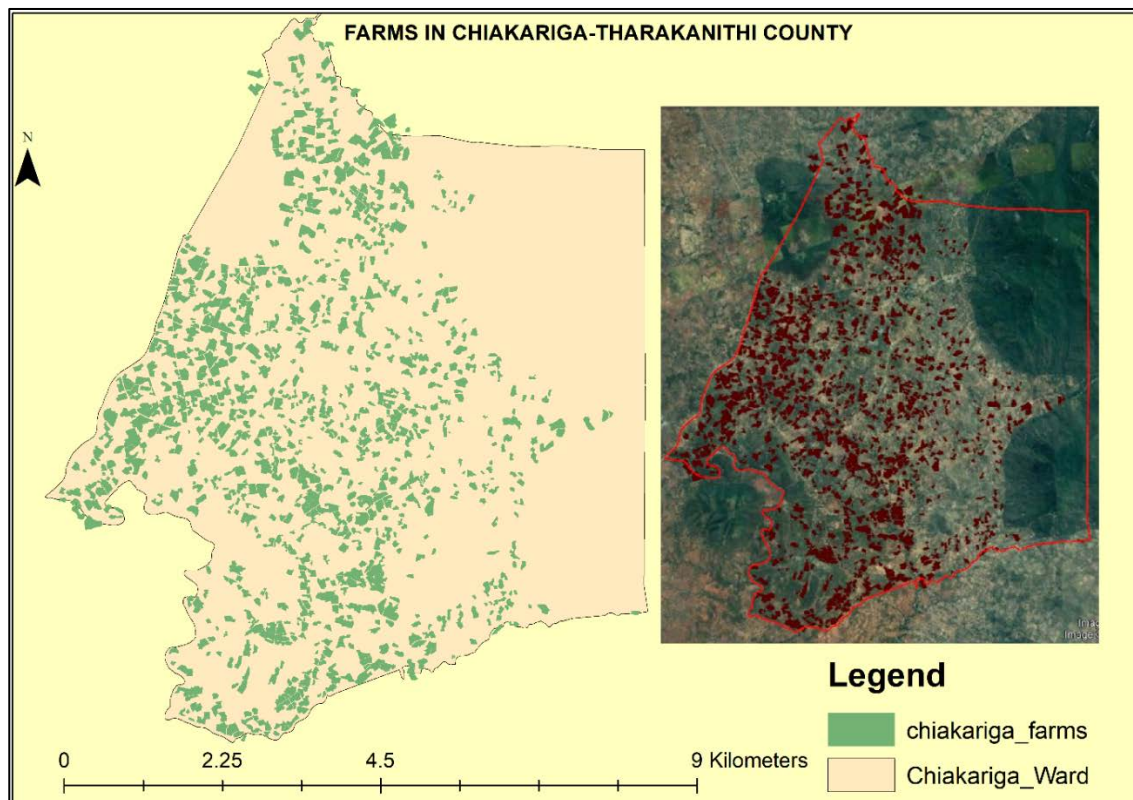 FARMS IN CHIAKARIGA-THARAKANITHI COUNTY
N
Legend
chiakariga_farms
Chiakariga_Ward
0 2.25 4.5 9 Kilometers